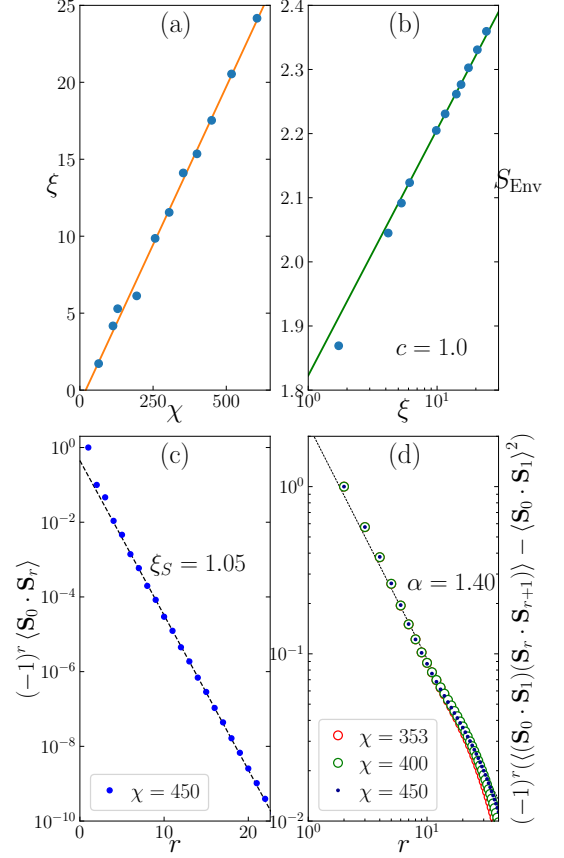 25
20
15
10
5
0
ξ
(a)
0
250
500
χ
2.4
2.3
2.2
2.1
2.0
1.9
1.8
(b)
S_Env
c = 1.0
10^0
10^1
ξ
10^0
10^−2
10^−4
10^−6
10^−8
10^−10
(−1)^r ⟨S_0 · S_r⟩
(c)
ξ_S = 1.05
χ = 450
0
10
20
r
10^0
10^−1
10^−2
(d)
α = 1.40
χ = 353
χ = 400
χ = 450
10^0
10^1
r
(−1)^r(⟨(S_0 · S_1)(S_r · S_{r+1})⟩ − ⟨S_0 · S_1⟩^2)